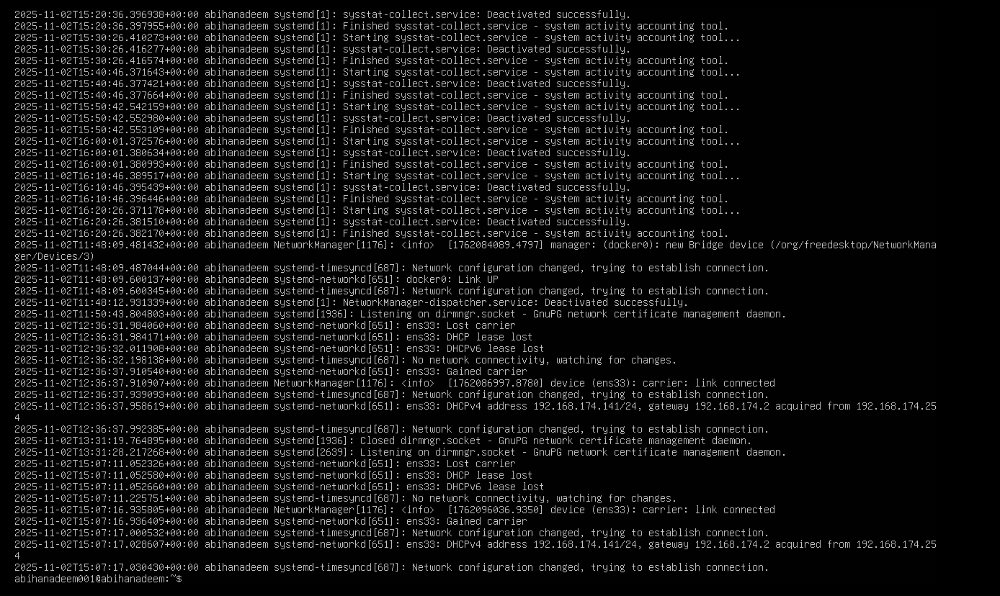 2025-11-02T15:20:36.396938+00:00 abihanadeem systemd[1]: sysstat-collect.service: Deactivated successfully.
2025-11-02T15:20:36.397955+00:00 abihanadeem systemd[1]: Finished sysstat-collect.service - system activity accounting tool.
2025-11-02T15:30:26.410273+00:00 abihanadeem systemd[1]: Starting sysstat-collect.service - system activity accounting tool...
2025-11-02T15:30:26.416277+00:00 abihanadeem systemd[1]: sysstat-collect.service: Deactivated successfully.
2025-11-02T15:30:26.416574+00:00 abihanadeem systemd[1]: Finished sysstat-collect.service - system activity accounting tool.
2025-11-02T15:40:46.371643+00:00 abihanadeem systemd[1]: Starting sysstat-collect.service - system activity accounting tool...
2025-11-02T15:40:46.377421+00:00 abihanadeem systemd[1]: sysstat-collect.service: Deactivated successfully.
2025-11-02T15:40:46.377664+00:00 abihanadeem systemd[1]: Finished sysstat-collect.service - system activity accounting tool.
2025-11-02T15:50:42.542159+00:00 abihanadeem systemd[1]: Starting sysstat-collect.service - system activity accounting tool...
2025-11-02T15:50:42.552980+00:00 abihanadeem systemd[1]: sysstat-collect.service: Deactivated successfully.
2025-11-02T15:50:42.553109+00:00 abihanadeem systemd[1]: Finished sysstat-collect.service - system activity accounting tool.
2025-11-02T16:00:01.372576+00:00 abihanadeem systemd[1]: Starting sysstat-collect.service - system activity accounting tool...
2025-11-02T16:00:01.380634+00:00 abihanadeem systemd[1]: sysstat-collect.service: Deactivated successfully.
2025-11-02T16:00:01.380993+00:00 abihanadeem systemd[1]: Finished sysstat-collect.service - system activity accounting tool.
2025-11-02T16:10:46.389517+00:00 abihanadeem systemd[1]: Starting sysstat-collect.service - system activity accounting tool...
2025-11-02T16:10:46.395439+00:00 abihanadeem systemd[1]: sysstat-collect.service: Deactivated successfully.
2025-11-02T16:10:46.396446+00:00 abihanadeem systemd[1]: Finished sysstat-collect.service - system activity accounting tool.
2025-11-02T16:20:26.371178+00:00 abihanadeem systemd[1]: Starting sysstat-collect.service - system activity accounting tool...
2025-11-02T16:20:26.381510+00:00 abihanadeem systemd[1]: sysstat-collect.service: Deactivated successfully.
2025-11-02T16:20:26.382170+00:00 abihanadeem systemd[1]: Finished sysstat-collect.service - system activity accounting tool.
2025-11-02T11:48:09.481432+00:00 abihanadeem NetworkManager[1176]: <info>  [1762084089.4797] manager: (docker0): new Bridge device (/org/freedesktop/NetworkMana
ger/Devices/3)
2025-11-02T11:48:09.487044+00:00 abihanadeem systemd-timesyncd[687]: Network configuration changed, trying to establish connection.
2025-11-02T11:48:09.600137+00:00 abihanadeem systemd-networkd[651]: docker0: Link UP
2025-11-02T11:48:09.600345+00:00 abihanadeem systemd-timesyncd[687]: Network configuration changed, trying to establish connection.
2025-11-02T11:48:12.931339+00:00 abihanadeem systemd[1]: NetworkManager-dispatcher.service: Deactivated successfully.
2025-11-02T11:50:43.804803+00:00 abihanadeem systemd[1936]: Listening on dirmngr.socket - GnuPG network certificate management daemon.
2025-11-02T12:36:31.984060+00:00 abihanadeem systemd-networkd[651]: ens33: Lost carrier
2025-11-02T12:36:31.984171+00:00 abihanadeem systemd-networkd[651]: ens33: DHCP lease lost
2025-11-02T12:36:32.011908+00:00 abihanadeem systemd-networkd[651]: ens33: DHCPv6 lease lost
2025-11-02T12:36:32.198138+00:00 abihanadeem systemd-timesyncd[687]: No network connectivity, watching for changes.
2025-11-02T12:36:37.910540+00:00 abihanadeem systemd-networkd[651]: ens33: Gained carrier
2025-11-02T12:36:37.910907+00:00 abihanadeem NetworkManager[1176]: <info>  [1762086997.8780] device (ens33): carrier: link connected
2025-11-02T12:36:37.939093+00:00 abihanadeem systemd-timesyncd[687]: Network configuration changed, trying to establish connection.
2025-11-02T12:36:37.958619+00:00 abihanadeem systemd-networkd[651]: ens33: DHCPv4 address 192.168.174.141/24, gateway 192.168.174.2 acquired from 192.168.174.25
4
2025-11-02T12:36:37.992385+00:00 abihanadeem systemd-timesyncd[687]: Network configuration changed, trying to establish connection.
2025-11-02T13:31:19.764895+00:00 abihanadeem systemd[1936]: Closed dirmngr.socket - GnuPG network certificate management daemon.
2025-11-02T13:31:28.217268+00:00 abihanadeem systemd[2639]: Listening on dirmngr.socket - GnuPG network certificate management daemon.
2025-11-02T15:07:11.052326+00:00 abihanadeem systemd-networkd[651]: ens33: Lost carrier
2025-11-02T15:07:11.052580+00:00 abihanadeem systemd-networkd[651]: ens33: DHCP lease lost
2025-11-02T15:07:11.052660+00:00 abihanadeem systemd-networkd[651]: ens33: DHCPv6 lease lost
2025-11-02T15:07:11.225751+00:00 abihanadeem systemd-timesyncd[687]: No network connectivity, watching for changes.
2025-11-02T15:07:16.935805+00:00 abihanadeem NetworkManager[1176]: <info>  [1762096036.9350] device (ens33): carrier: link connected
2025-11-02T15:07:16.936409+00:00 abihanadeem systemd-networkd[651]: ens33: Gained carrier
2025-11-02T15:07:17.000532+00:00 abihanadeem systemd-timesyncd[687]: Network configuration changed, trying to establish connection.
2025-11-02T15:07:17.028607+00:00 abihanadeem systemd-networkd[651]: ens33: DHCPv4 address 192.168.174.141/24, gateway 192.168.174.2 acquired from 192.168.174.25
4
2025-11-02T15:07:17.030430+00:00 abihanadeem systemd-timesyncd[687]: Network configuration changed, trying to establish connection.
abihanadeem001@abihanadeem:~$